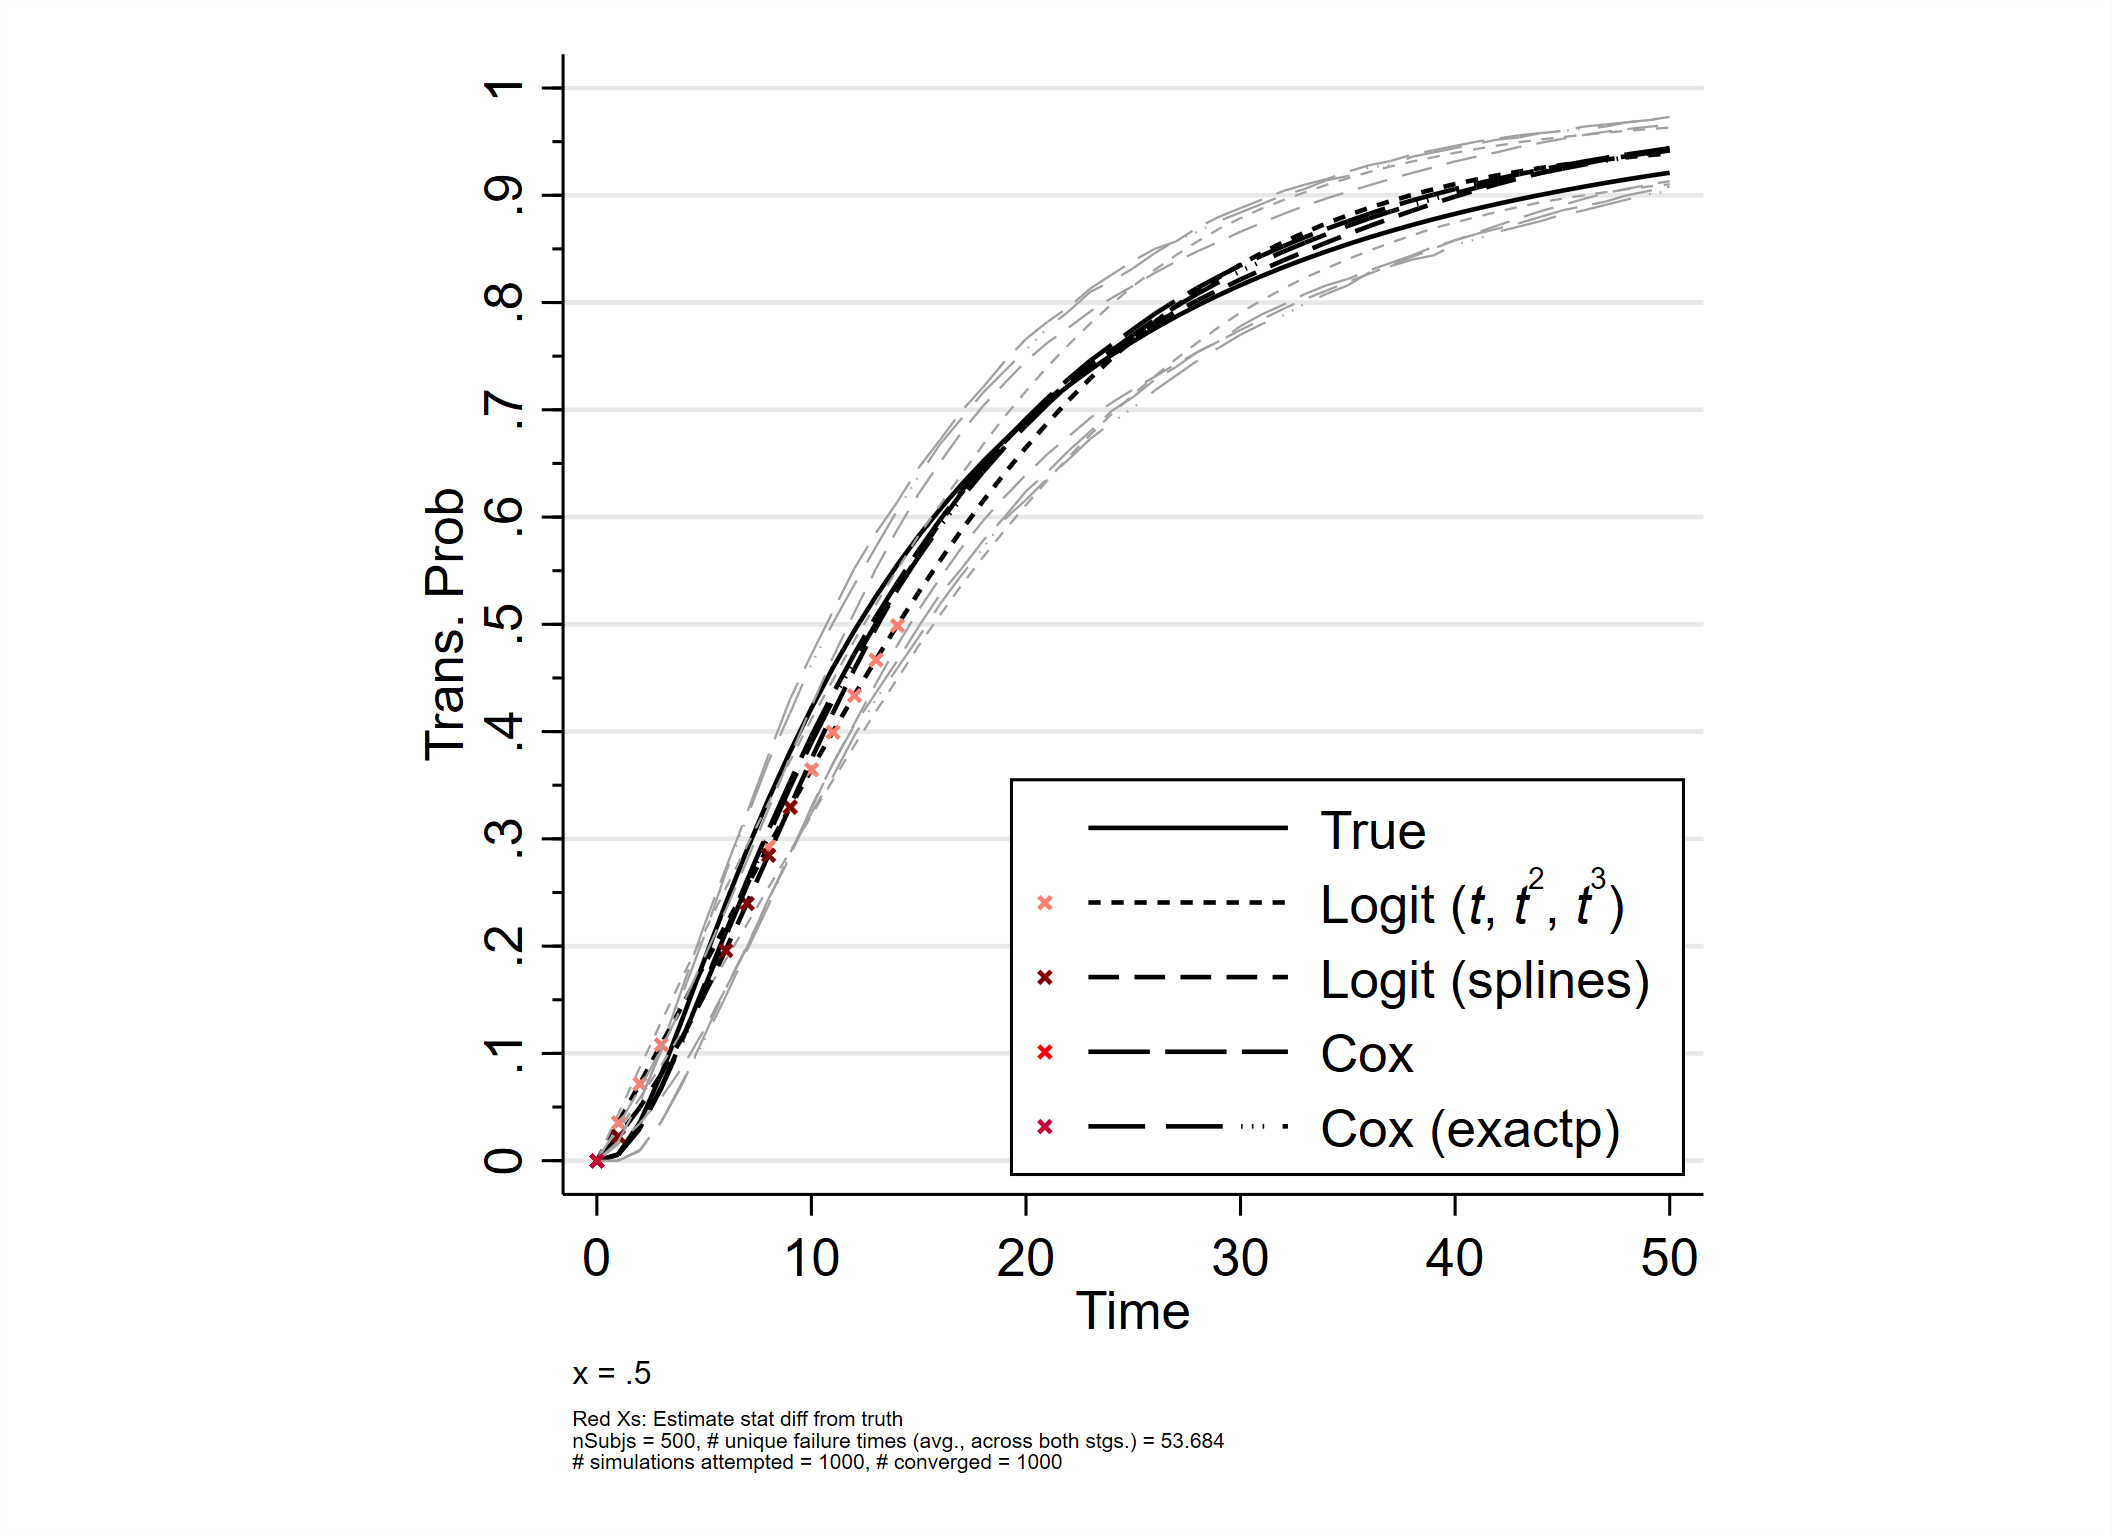 Trans. Prob
1
.9
.8
.7
.6
.5
.4
.3
.2
.1
0
True
Logit (t, t², t³)
Logit (splines)
Cox
Cox (exactp)
0 10 20 30 40 50
Time
x = .5
Red Xs: Estimate stat diff from truth
nSubjs = 500, # unique failure times (avg., across both stgs.) = 53.684
# simulations attempted = 1000, # converged = 1000